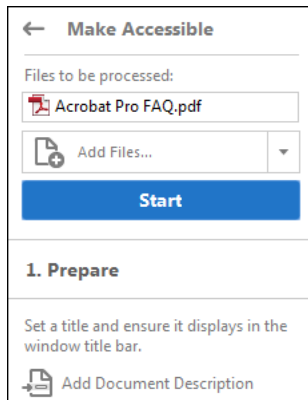 Make Accessible
Files to be processed:
Acrobat Pro FAQ.pdf
Add Files...
Start
1. Prepare
Set a title and ensure it displays in the
window title bar.
Add Document Description